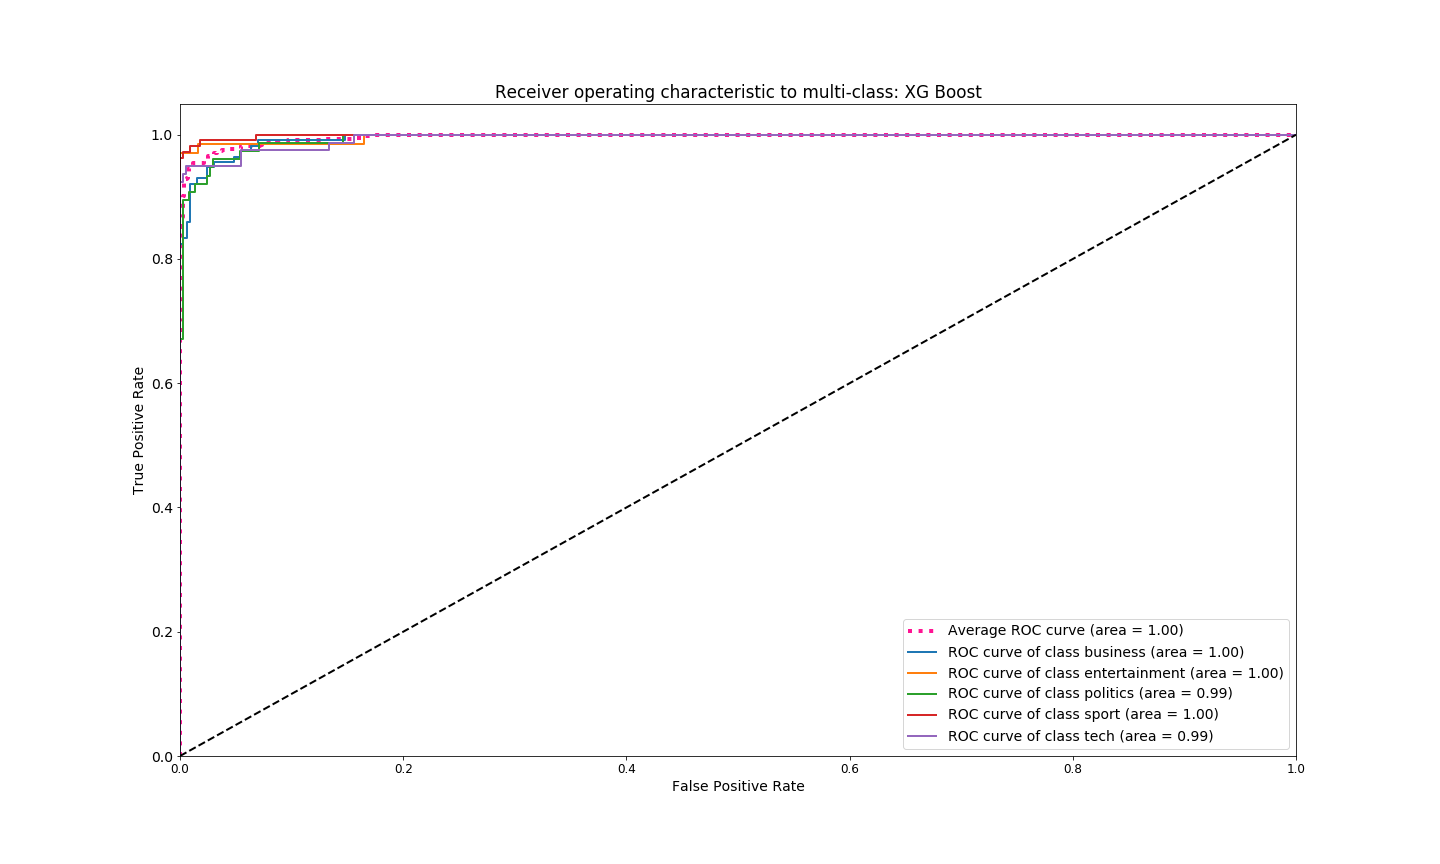 Receiver operating characteristic to multi-class: XG Boost
1.0
0.8
0.6
0.4
0.2
0.0
True Positive Rate
0.0 0.2 0.4 0.6 0.8 1.0
False Positive Rate
Average ROC curve (area = 1.00)
ROC curve of class business (area = 1.00)
ROC curve of class entertainment (area = 1.00)
ROC curve of class politics (area = 0.99)
ROC curve of class sport (area = 1.00)
ROC curve of class tech (area = 0.99)